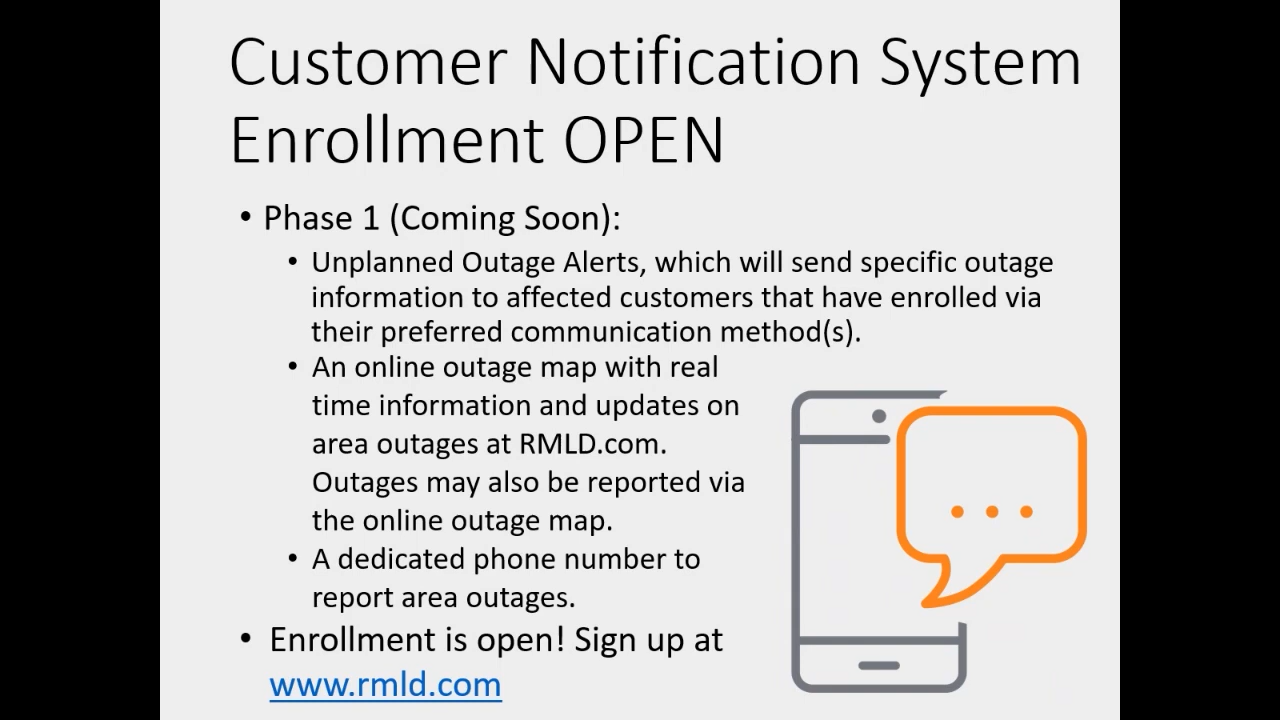 Customer Notification System
Enrollment OPEN
• Phase 1 (Coming Soon):
• Unplanned Outage Alerts, which will send specific outage
information to affected customers that have enrolled via
their preferred communication method(s).
• An online outage map with real
time information and updates on
area outages at RMLD.com.
Outages may also be reported via
the online outage map.
• A dedicated phone number to
report area outages.
• Enrollment is open! Sign up at
www.rmld.com